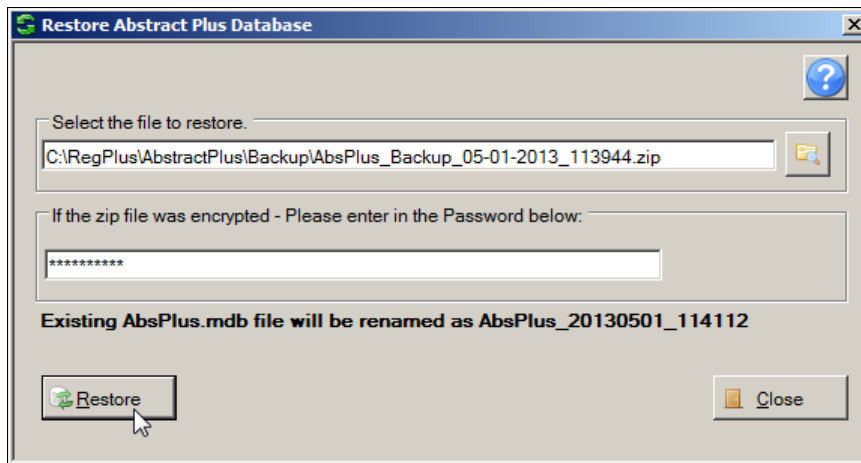 Restore Abstract Plus Database
Select the file to restore.
C:\RegPlus\AbstractPlus\Backup\AbsPlus_Backup_05-01-2013_113944.zip
If the zip file was encrypted - Please enter in the Password below:
**********
Existing AbsPlus.mdb file will be renamed as AbsPlus_20130501_114112
Restore
Close